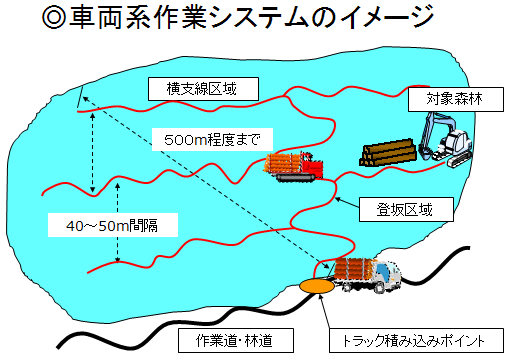 ◎車両系作業システムのイメージ
横支線区域
対象森林
500m程度まで
登坂区域
40～50m間隔
作業道・林道
トラック積み込みポイント